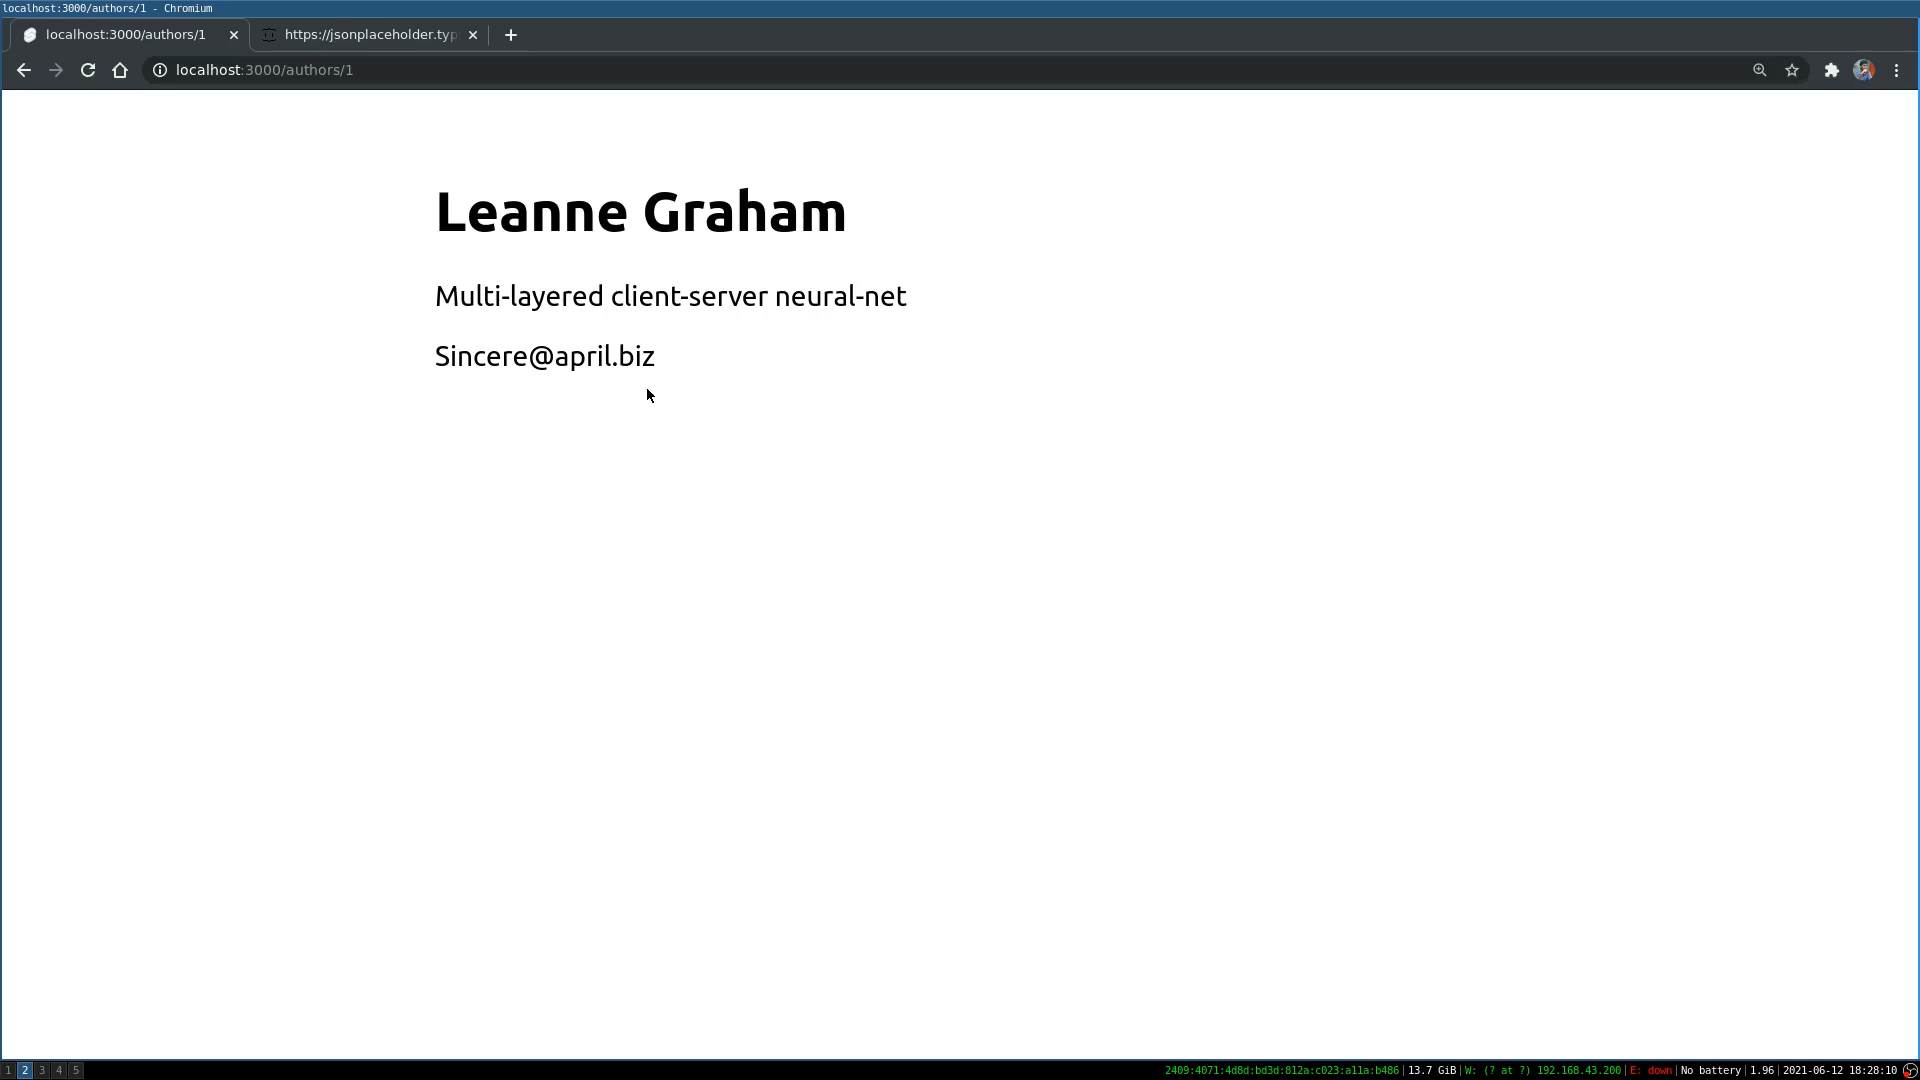 localhost:3000/authors/1 - Chromium
localhost:3000/authors/1
https://jsonplaceholder.typ
localhost:3000/authors/1
Leanne Graham
Multi-layered client-server neural-net
Sincere@april.biz
1 2 3 4 5
2409:4071:4d8d:bd3d:812a:c023:a11a:b486|13.7 GiB|W: (? at ?) 192.168.43.200|E: down|No battery|1.96|2021-06-12 18:28:10